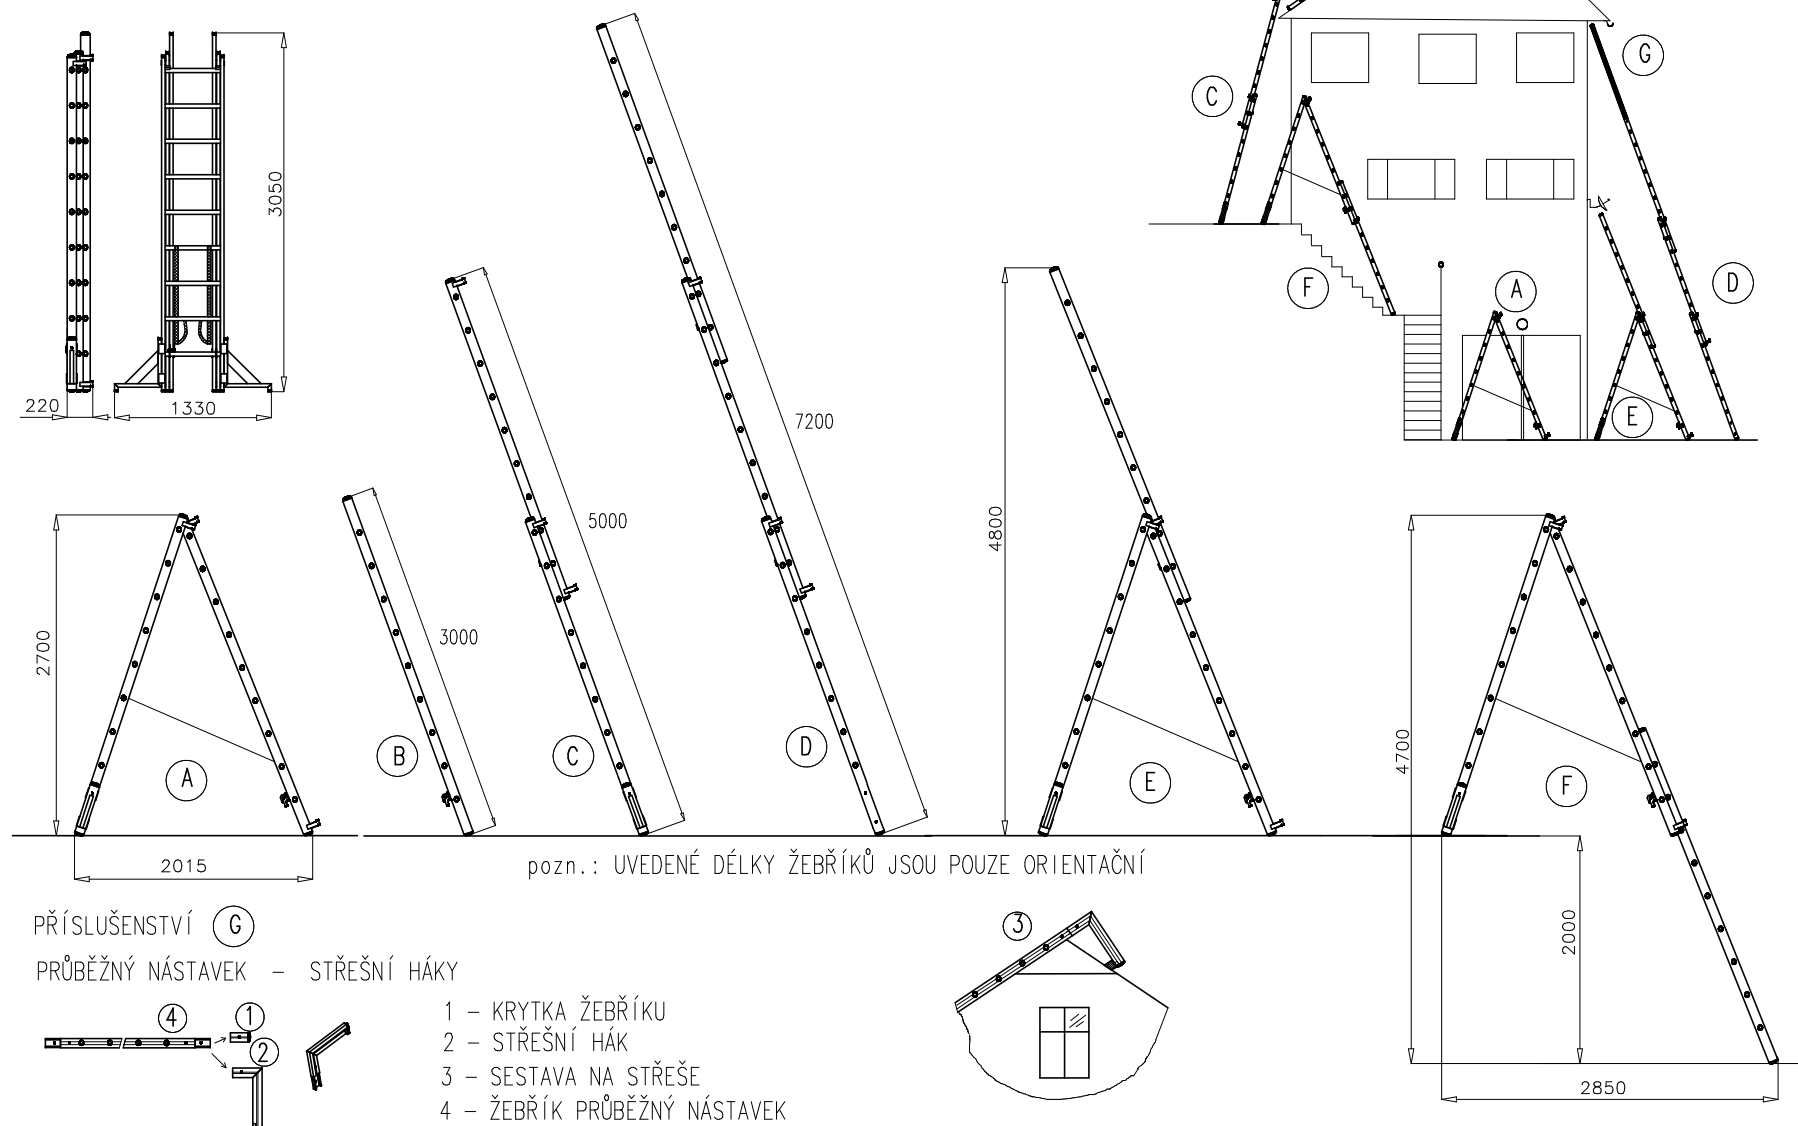 3050
220
1330
7200
C
G
F
A
D
E
5000
3000
4800
2700
A
B
C
D
E
F
4700
2015
2000
2850
pozn.: UVEDENÉ DÉLKY ŽEBŘÍKŮ JSOU POUZE ORIENTAČNÍ
PŘÍSLUŠENSTVÍ G
PRŮBĚŽNÝ NÁSTAVEK – STŘEŠNÍ HÁKY
4
1
2
3
1 – KRYTKA ŽEBŘÍKU
2 – STŘEŠNÍ HÁK
3 – SESTAVA NA STŘEŠE
4 – ŽEBŘÍK PRŮBĚŽNÝ NÁSTAVEK